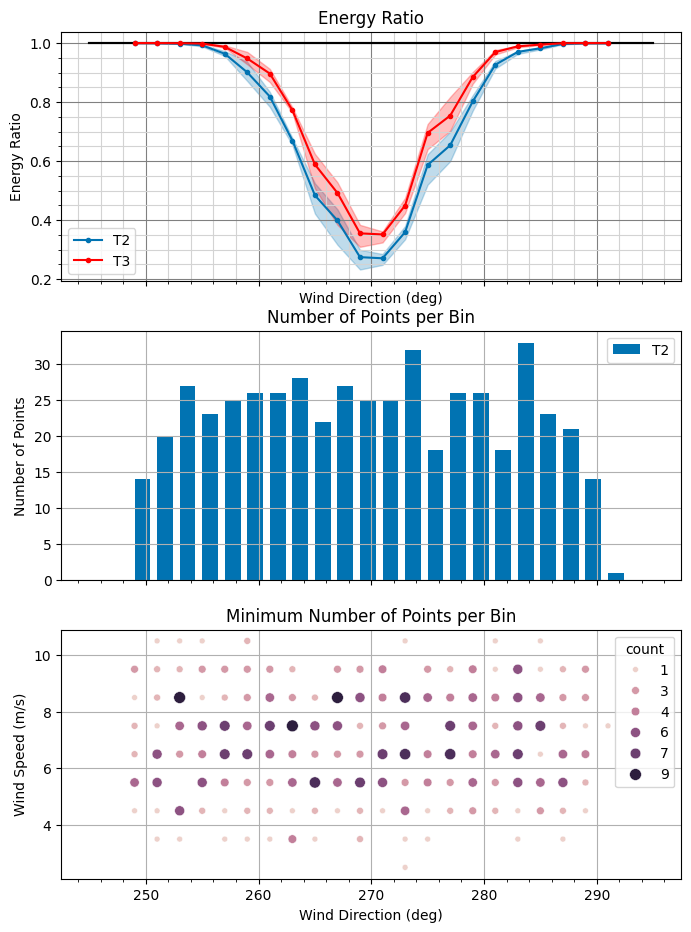 Energy Ratio
1.0
0.8
0.6
0.4
0.2
Energy Ratio
T2
T3
Wind Direction (deg)
Number of Points per Bin
30
25
20
15
10
5
0
Number of Points
T2
Minimum Number of Points per Bin
10
8
6
4
Wind Speed (m/s)
count
1
3
4
6
7
9
250 260 270 280 290
Wind Direction (deg)